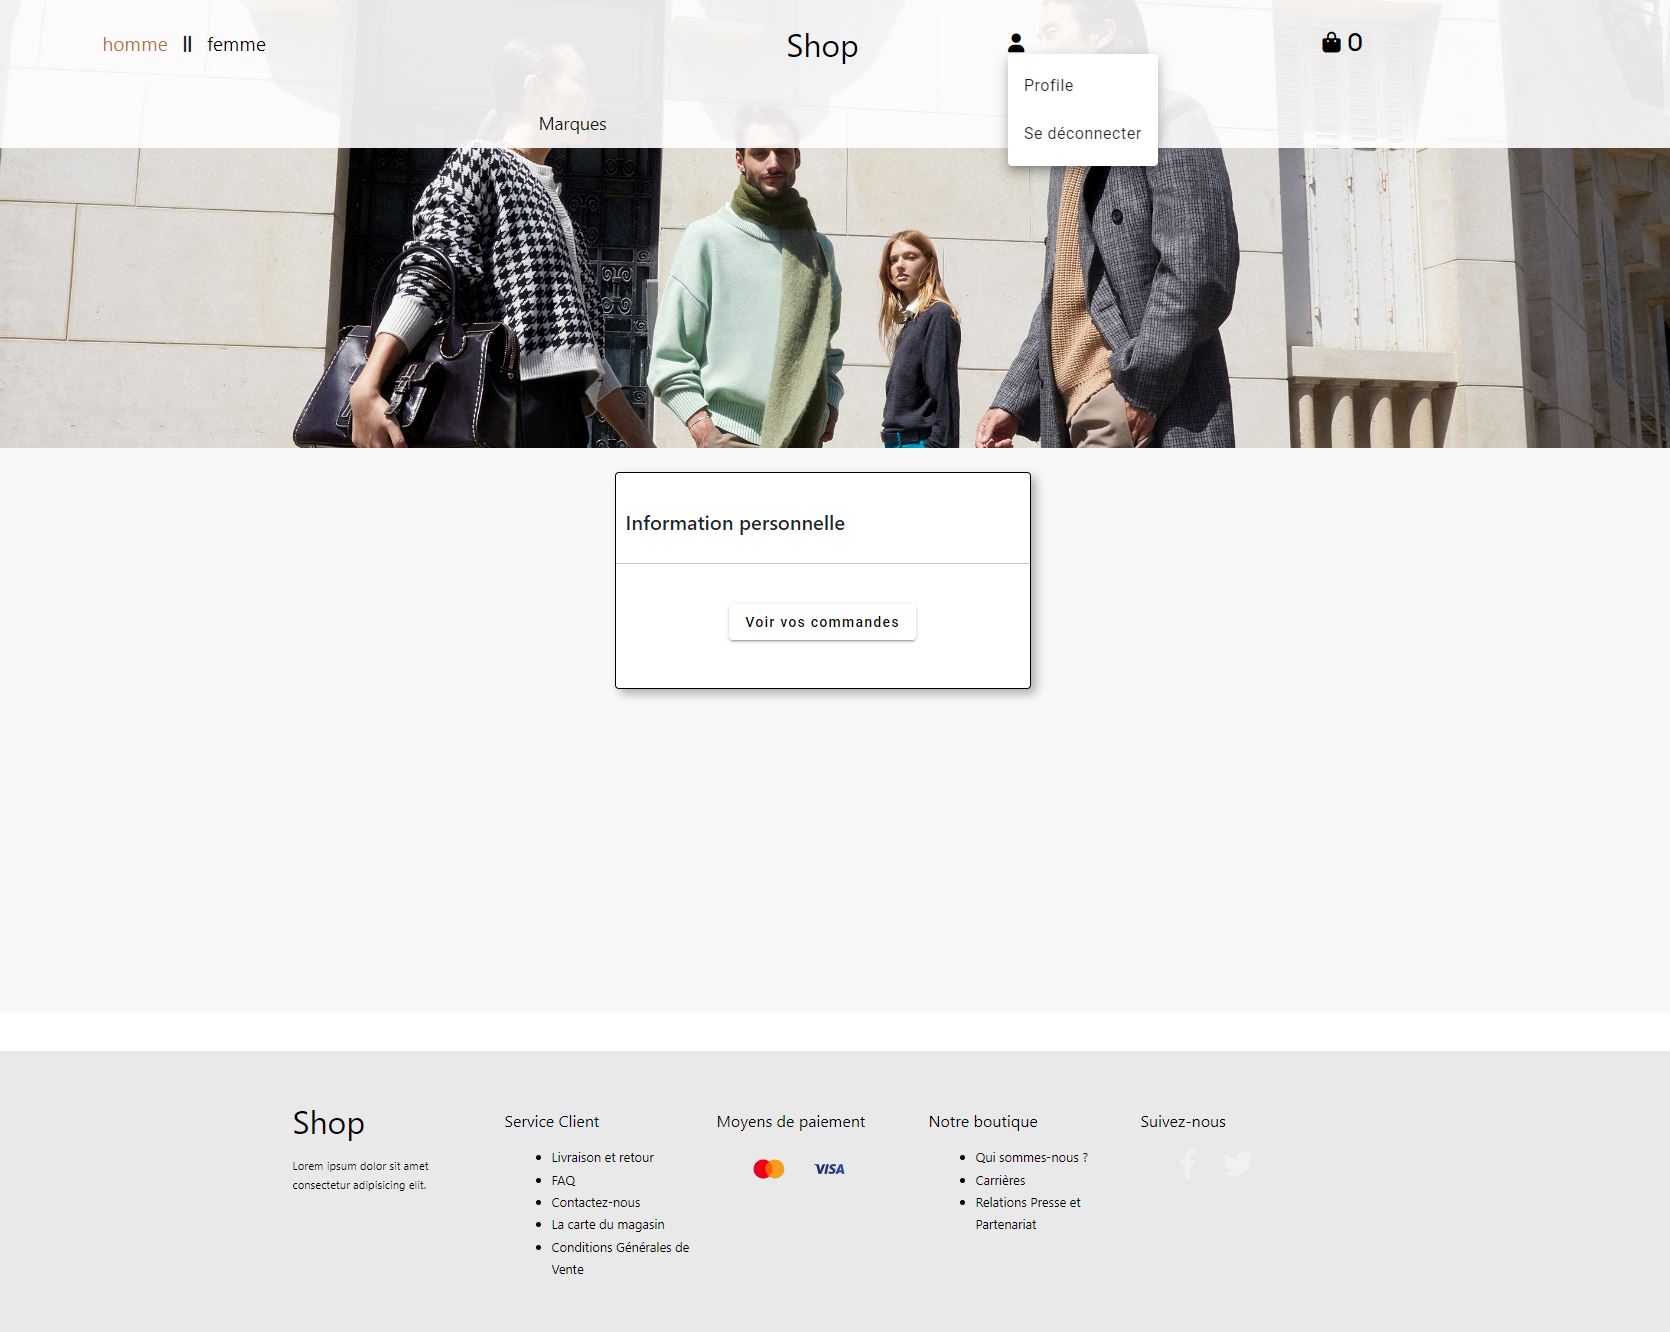 homme || femme
Shop
0
Profile
Se déconnecter
Marques
Information personnelle
Voir vos commandes
Shop
Lorem ipsum dolor sit amet
consectetur adipisicing elit.
Service Client
Livraison et retour
FAQ
Contactez-nous
La carte du magasin
Conditions Générales de
Vente
Moyens de paiement
VISA
Notre boutique
Qui sommes-nous ?
Carrières
Relations Presse et
Partenariat
Suivez-nous